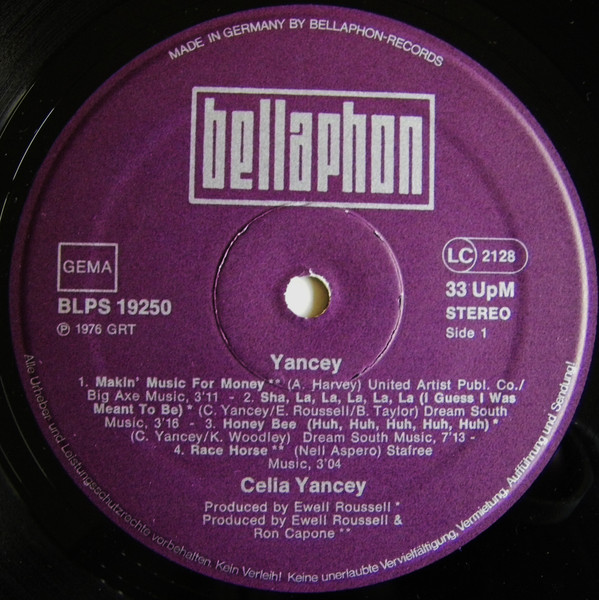 MADE IN GERMANY BY BELLAPHON-RECORDS
bellaphon
GEMA
LC 2128
BLPS 19250
33 UpM
STEREO
℗ 1976 GRT
Side 1
Yancey
1. Makin' Music For Money ** (A. Harvey) United Artist Publ. Co./
Big Axe Music, 3'11 - 2. Sha, La, La, La, La, La (I Guess I Was
Meant To Be) * (C. Yancey/E. Roussell/B. Taylor) Dream South
Music, 3'16 - 3. Honey Bee (Huh, Huh, Huh, Huh, Huh) *
(C. Yancey/K. Woodley) Dream South Music, 7'13 -
4. Race Horse ** (Nell Aspero) Stafree
Music, 3'04
Celia Yancey
Produced by Ewell Roussell *
Produced by Ewell Roussell &
Ron Capone **
Alle Urheber- und Leistungsschutzrechte vorbehalten. Kein Verleih! Keine unerlaubte Vervielfältigung, Vermietung, Aufführung und Sendung!